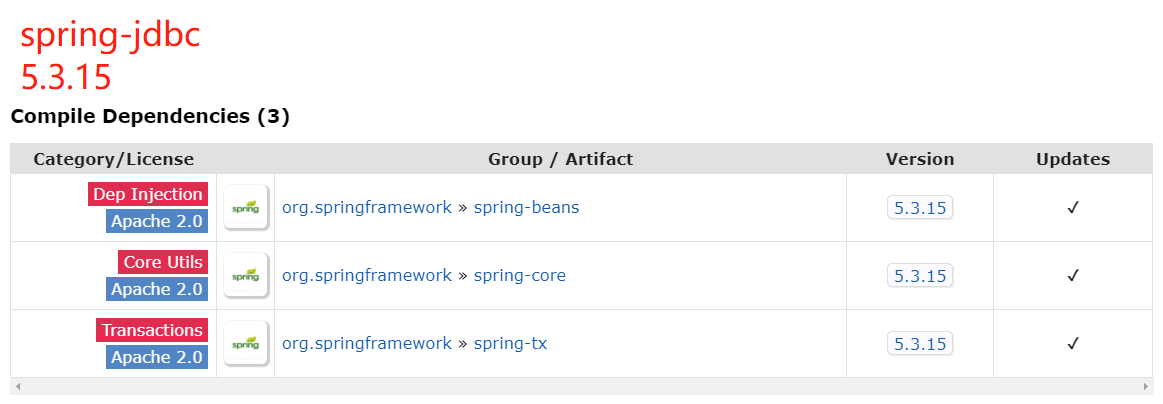 spring-jdbc
5.3.15
Compile Dependencies (3)
Category/License Group / Artifact Version Updates
Dep Injection
Apache 2.0
spring
org.springframework » spring-beans
5.3.15
✓
Core Utils
Apache 2.0
spring
org.springframework » spring-core
5.3.15
✓
Transactions
Apache 2.0
spring
org.springframework » spring-tx
5.3.15
✓